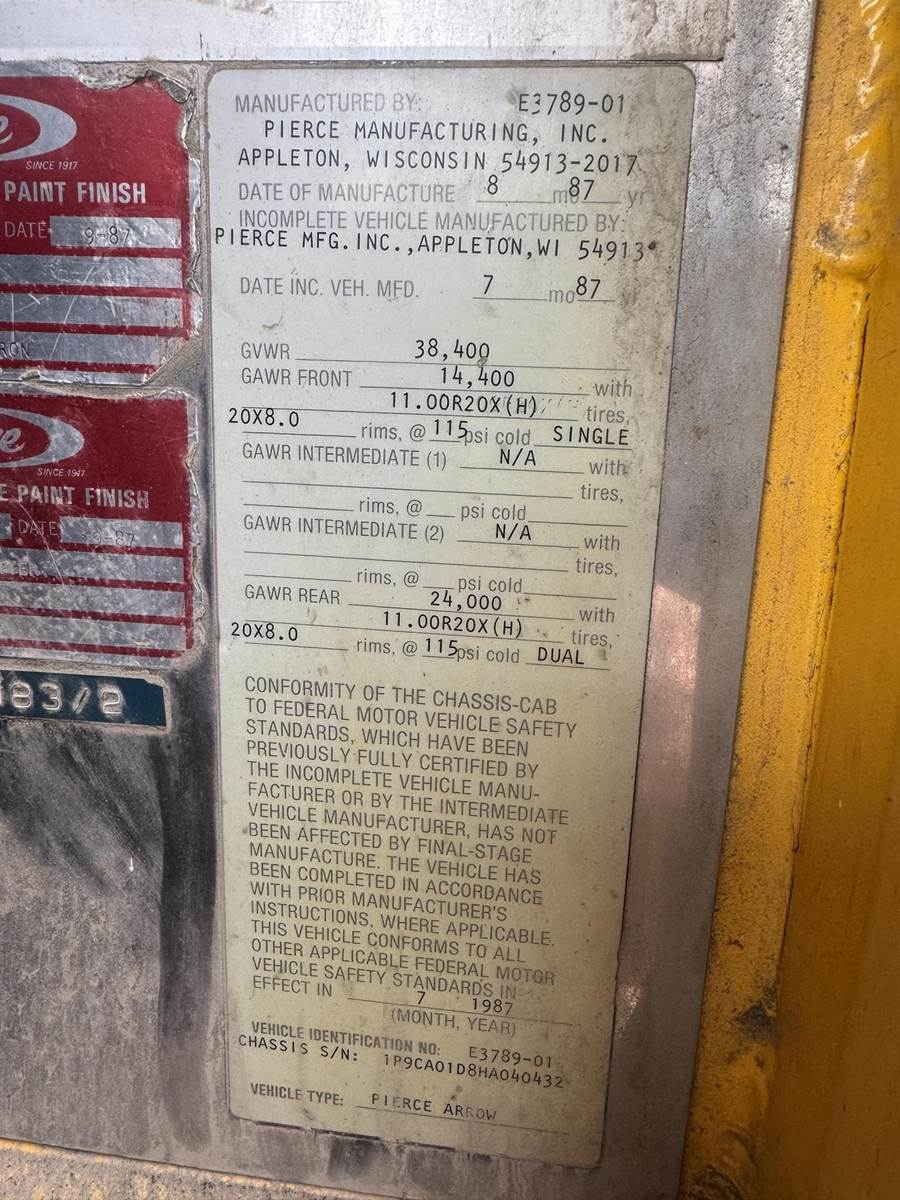 SINCE 1917
PAINT FINISH
DATE 9-87
RON
SINCE 1917
E PAINT FINISH
DATE 9-87
83/2
MANUFACTURED BY: E3789-01
PIERCE MANUFACTURING, INC.
APPLETON, WISCONSIN 54913-2017
DATE OF MANUFACTURE 8 mo 87 yr
INCOMPLETE VEHICLE MANUFACTURED BY:
PIERCE MFG.INC.,APPLETON,WI 54913
DATE INC. VEH. MFD. 7 mo 87 yr
GVWR 38,400
GAWR FRONT 14,400 with
11.00R20X(H) tires,
20X8.0 rims, @ 115 psi cold SINGLE
GAWR INTERMEDIATE (1) N/A with
tires,
rims, @ psi cold
GAWR INTERMEDIATE (2) N/A with
tires,
rims, @ psi cold
GAWR REAR 24,000 with
11.00R20X(H) tires,
20X8.0 rims, @ 115 psi cold DUAL
CONFORMITY OF THE CHASSIS-CAB
TO FEDERAL MOTOR VEHICLE SAFETY
STANDARDS, WHICH HAVE BEEN
PREVIOUSLY FULLY CERTIFIED BY
THE INCOMPLETE VEHICLE MANU-
FACTURER OR BY THE INTERMEDIATE
VEHICLE MANUFACTURER, HAS NOT
BEEN AFFECTED BY FINAL-STAGE
MANUFACTURE. THE VEHICLE HAS
BEEN COMPLETED IN ACCORDANCE
WITH PRIOR MANUFACTURER'S
INSTRUCTIONS, WHERE APPLICABLE.
THIS VEHICLE CONFORMS TO ALL
OTHER APPLICABLE FEDERAL MOTOR
VEHICLE SAFETY STANDARDS IN
EFFECT IN 7 1987
(MONTH, YEAR)
VEHICLE IDENTIFICATION NO: E3789-01
CHASSIS S/N: 1P9CA01D8HA040432
VEHICLE TYPE: PIERCE ARROW